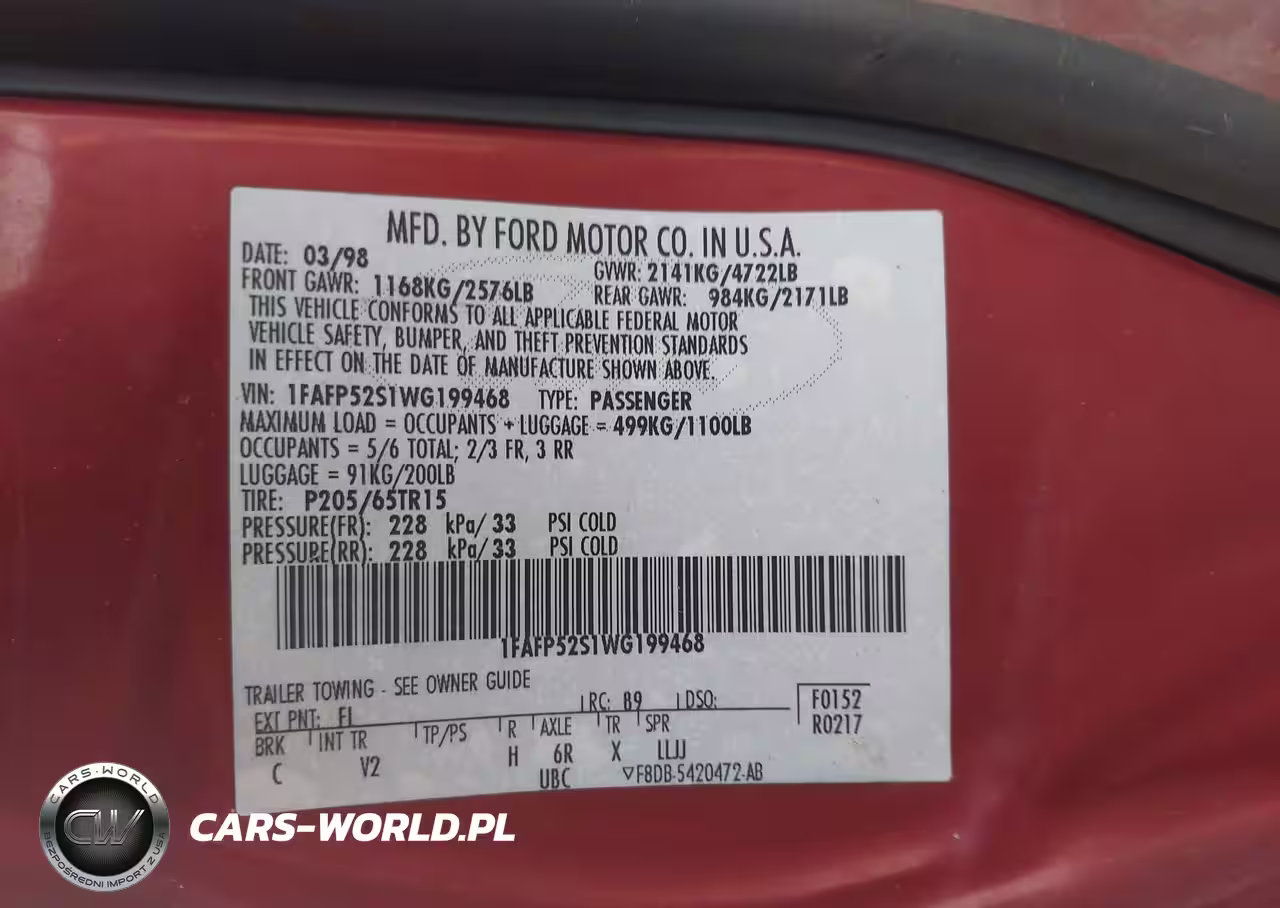 MFD. BY FORD MOTOR CO. IN U.S.A.
DATE: 03/98
GVWR: 2141KG/4722LB
FRONT GAWR: 1168KG/2576LB
REAR GAWR: 984KG/2171LB
THIS VEHICLE CONFORMS TO ALL APPLICABLE FEDERAL MOTOR
VEHICLE SAFETY, BUMPER, AND THEFT PREVENTION STANDARDS
IN EFFECT ON THE DATE OF MANUFACTURE SHOWN ABOVE.
VIN: 1FAFP52S1WG199468 TYPE: PASSENGER
MAXIMUM LOAD = OCCUPANTS + LUGGAGE = 499KG/1100LB
OCCUPANTS = 5/6 TOTAL; 2/3 FR, 3 RR
LUGGAGE = 91KG/200LB
TIRE: P205/65TR15
PRESSURE(FR): 228 kPa/ 33 PSI COLD
PRESSURE(RR): 228 kPa/ 33 PSI COLD
1FAFP52S1WG199468
TRAILER TOWING - SEE OWNER GUIDE
EXT PNT: FL RC: 89 DSO: F0152
BRK INT TR TP/PS R AXLE TR SPR R0217
C V2 H 6R X LLJJ
UBC ▽F8DB-5420472-AB
CARS-WORLD
CW
BEZPOŚREDNI IMPORT Z USA
CARS-WORLD.PL